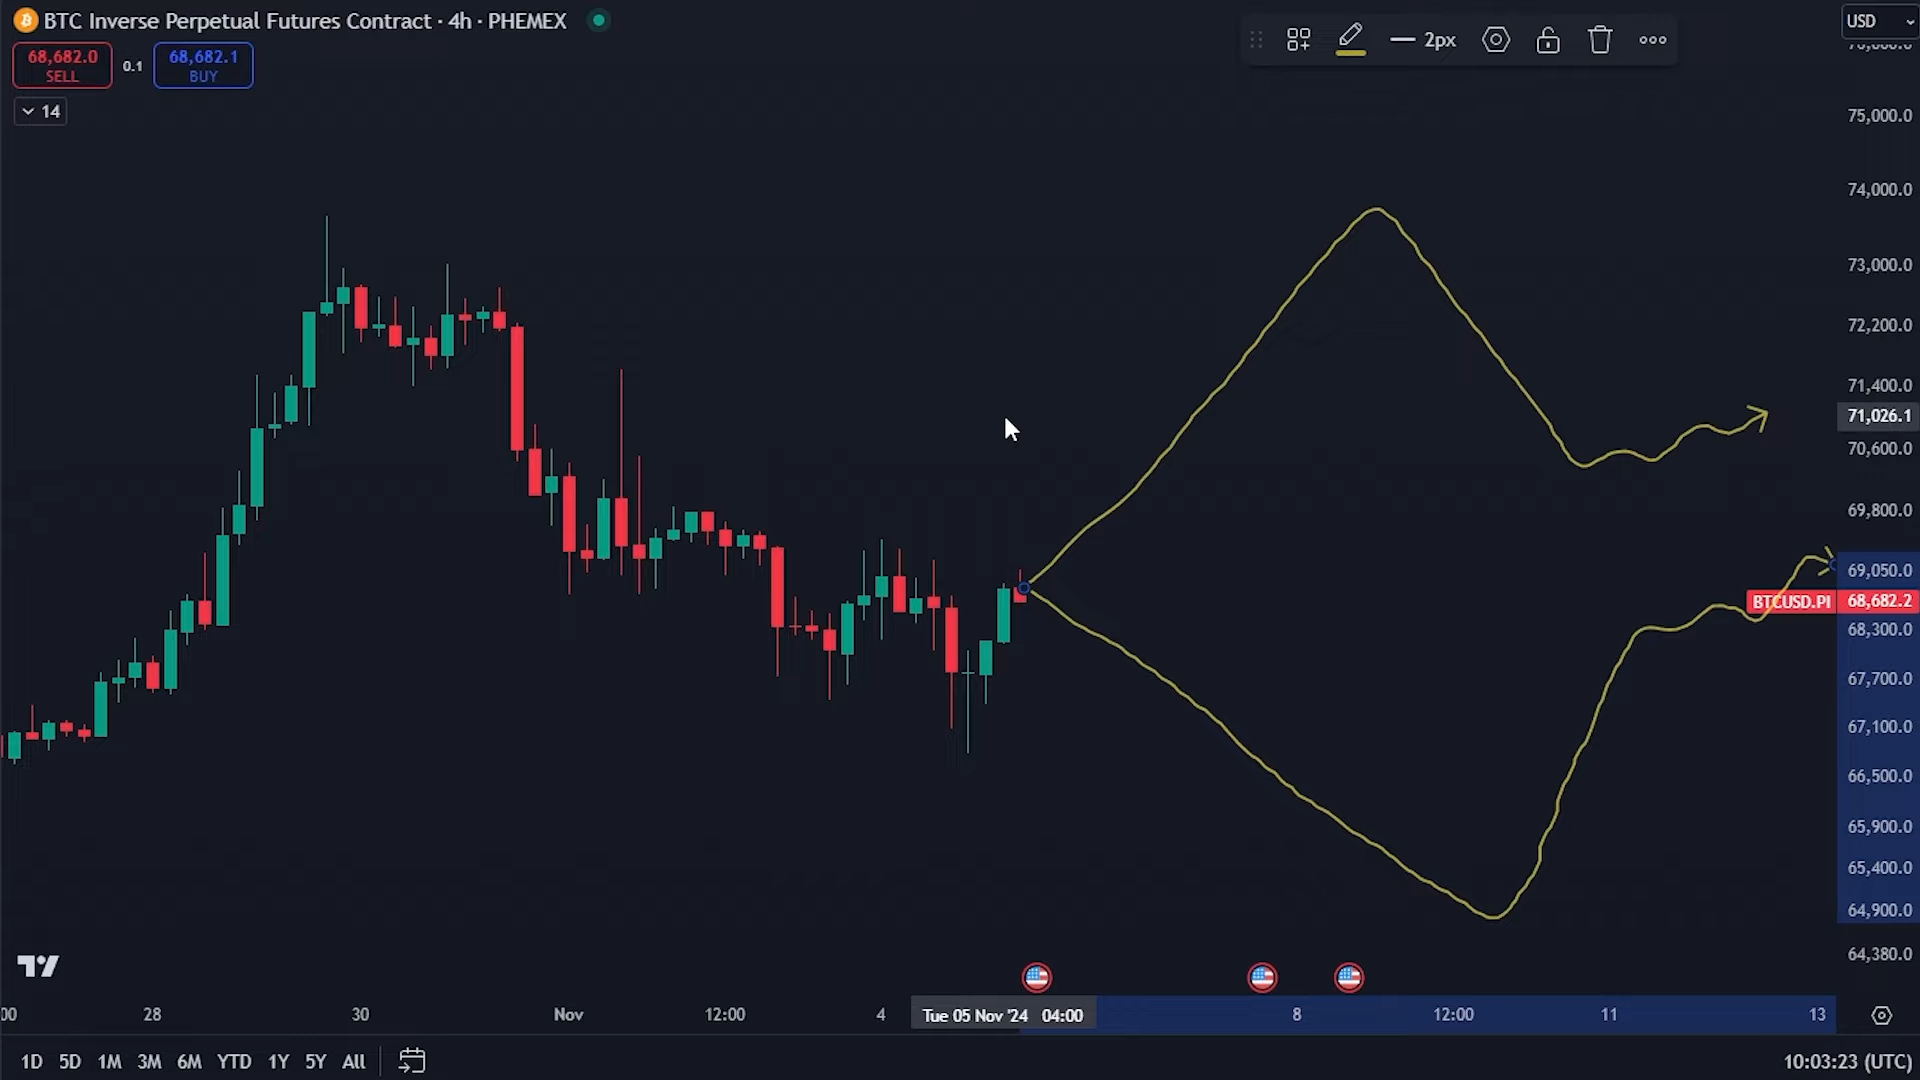 BTC Inverse Perpetual Futures Contract · 4h · PHEMEX
68,682.0
SELL
0.1
68,682.1
BUY
14
2px
USD
75,000.0
74,000.0
73,000.0
72,200.0
71,400.0
71,026.1
70,600.0
69,800.0
69,050.0
BTCUSD.PI 68,682.2
68,300.0
67,700.0
67,100.0
66,500.0
65,900.0
65,400.0
64,900.0
64,380.0
00 28 30 Nov 12:00 4 Tue 05 Nov '24 04:00 8 12:00 11 13
1D 5D 1M 3M 6M YTD 1Y 5Y All
10:03:23 (UTC)